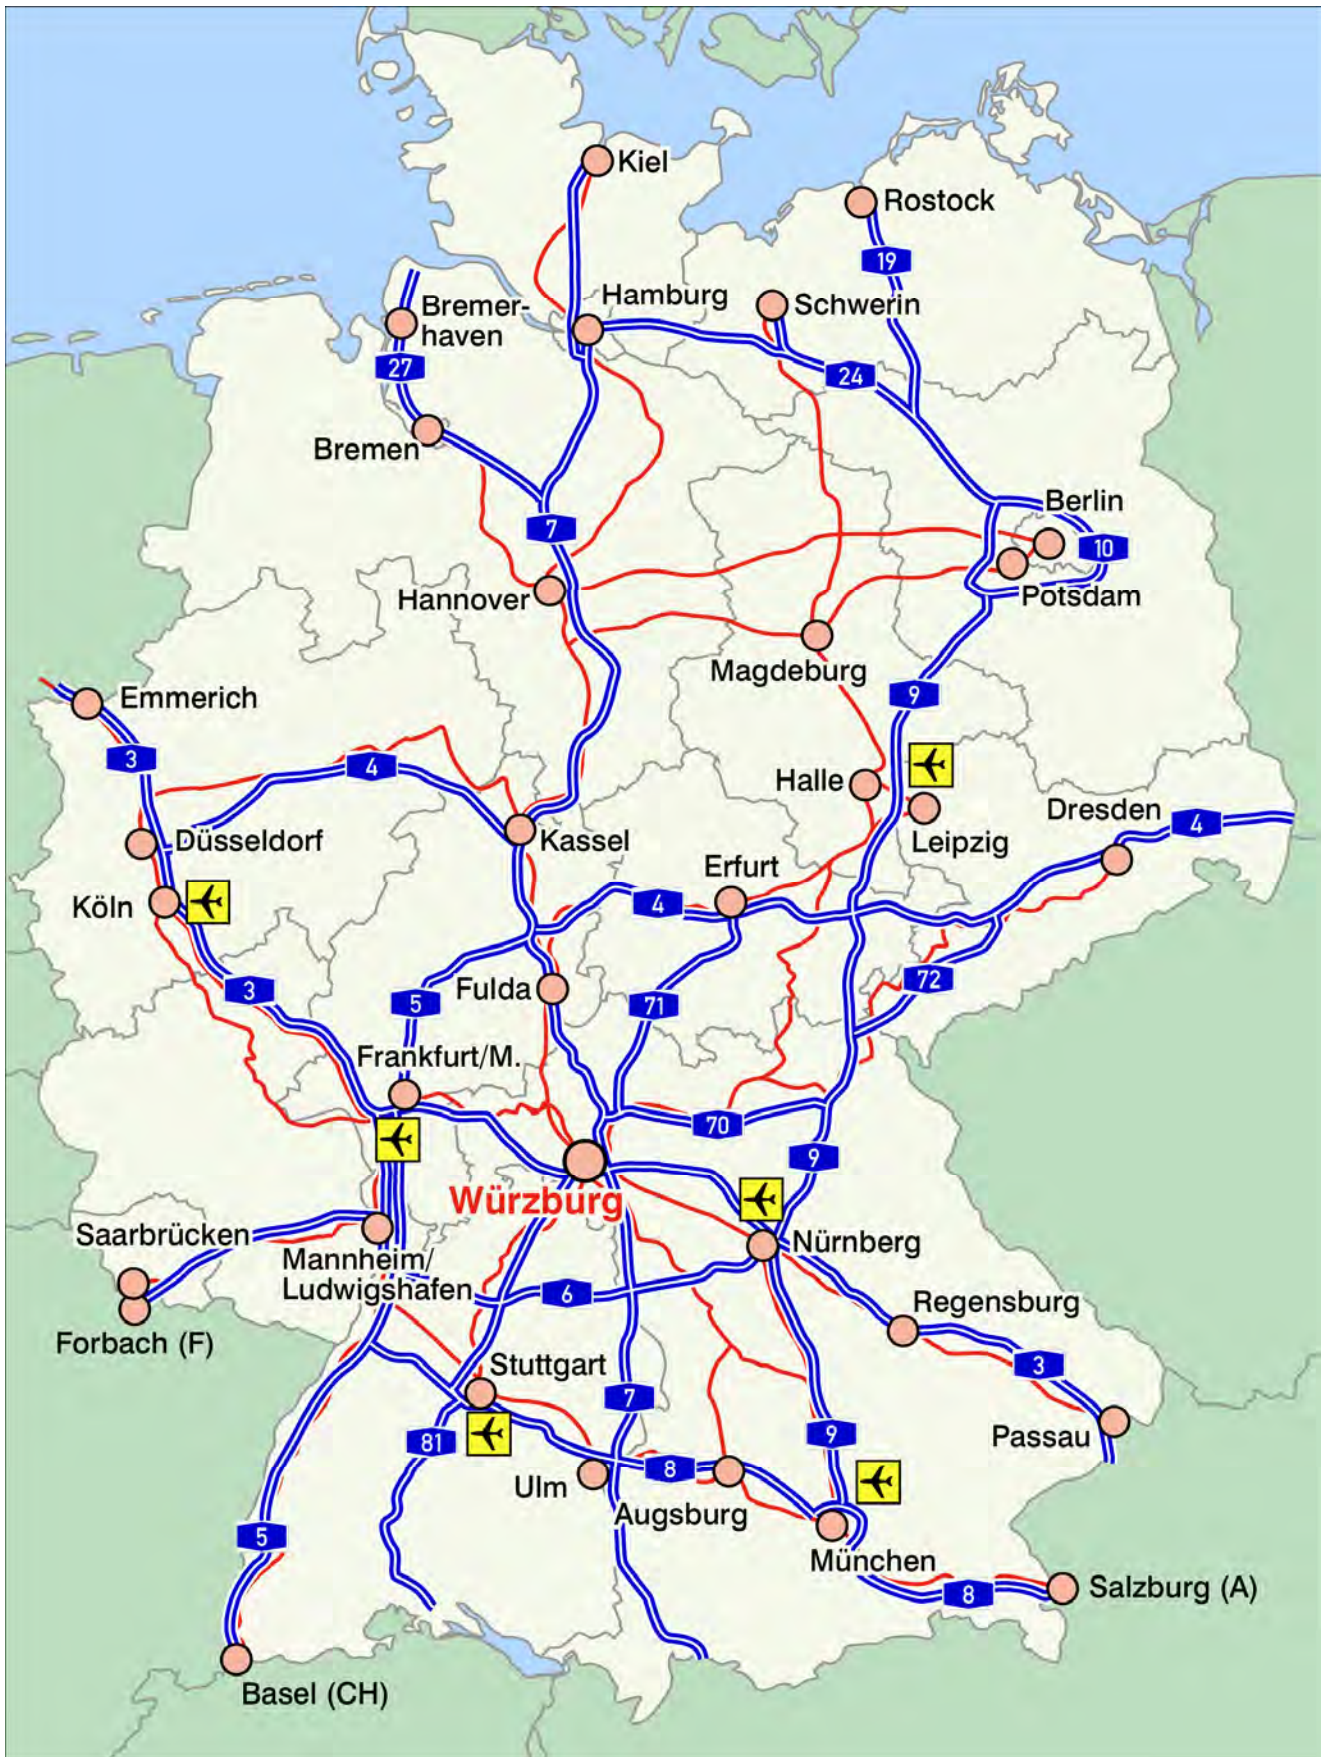 Kiel
Rostock
19
Hamburg
Schwerin
Bremer-
haven
27
24
Bremen
Berlin
7
10
Hannover
Potsdam
Magdeburg
Emmerich
9
3
4
Halle
Dresden
4
Düsseldorf
Kassel
Leipzig
Erfurt
Köln
4
72
3
Fulda
5
71
Frankfurt/M.
70
9
Würzburg
Saarbrücken
Nürnberg
Mannheim/
Ludwigshafen
6
Regensburg
Forbach (F)
Stuttgart
3
7
81
9
Passau
8
Ulm
Augsburg
5
München
8
Salzburg (A)
Basel (CH)